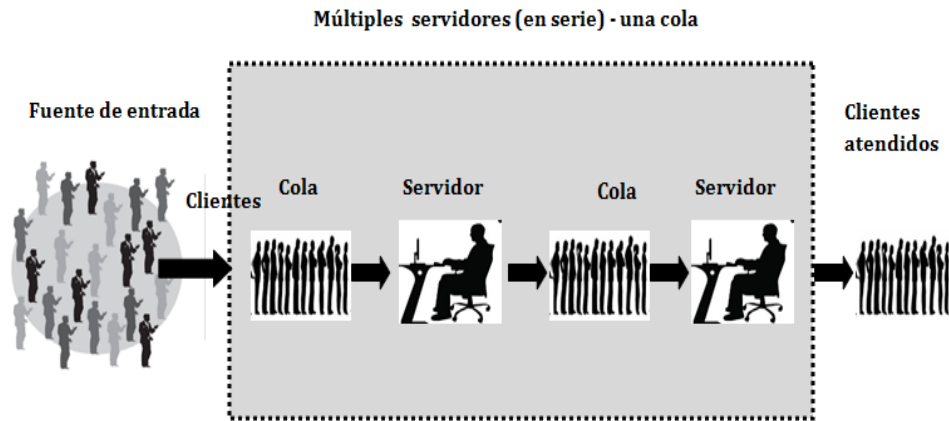 Múltiples servidores (en serie) - una cola
Fuente de entrada
Clientes
atendidos
Clientes
Cola
Servidor
Cola
Servidor